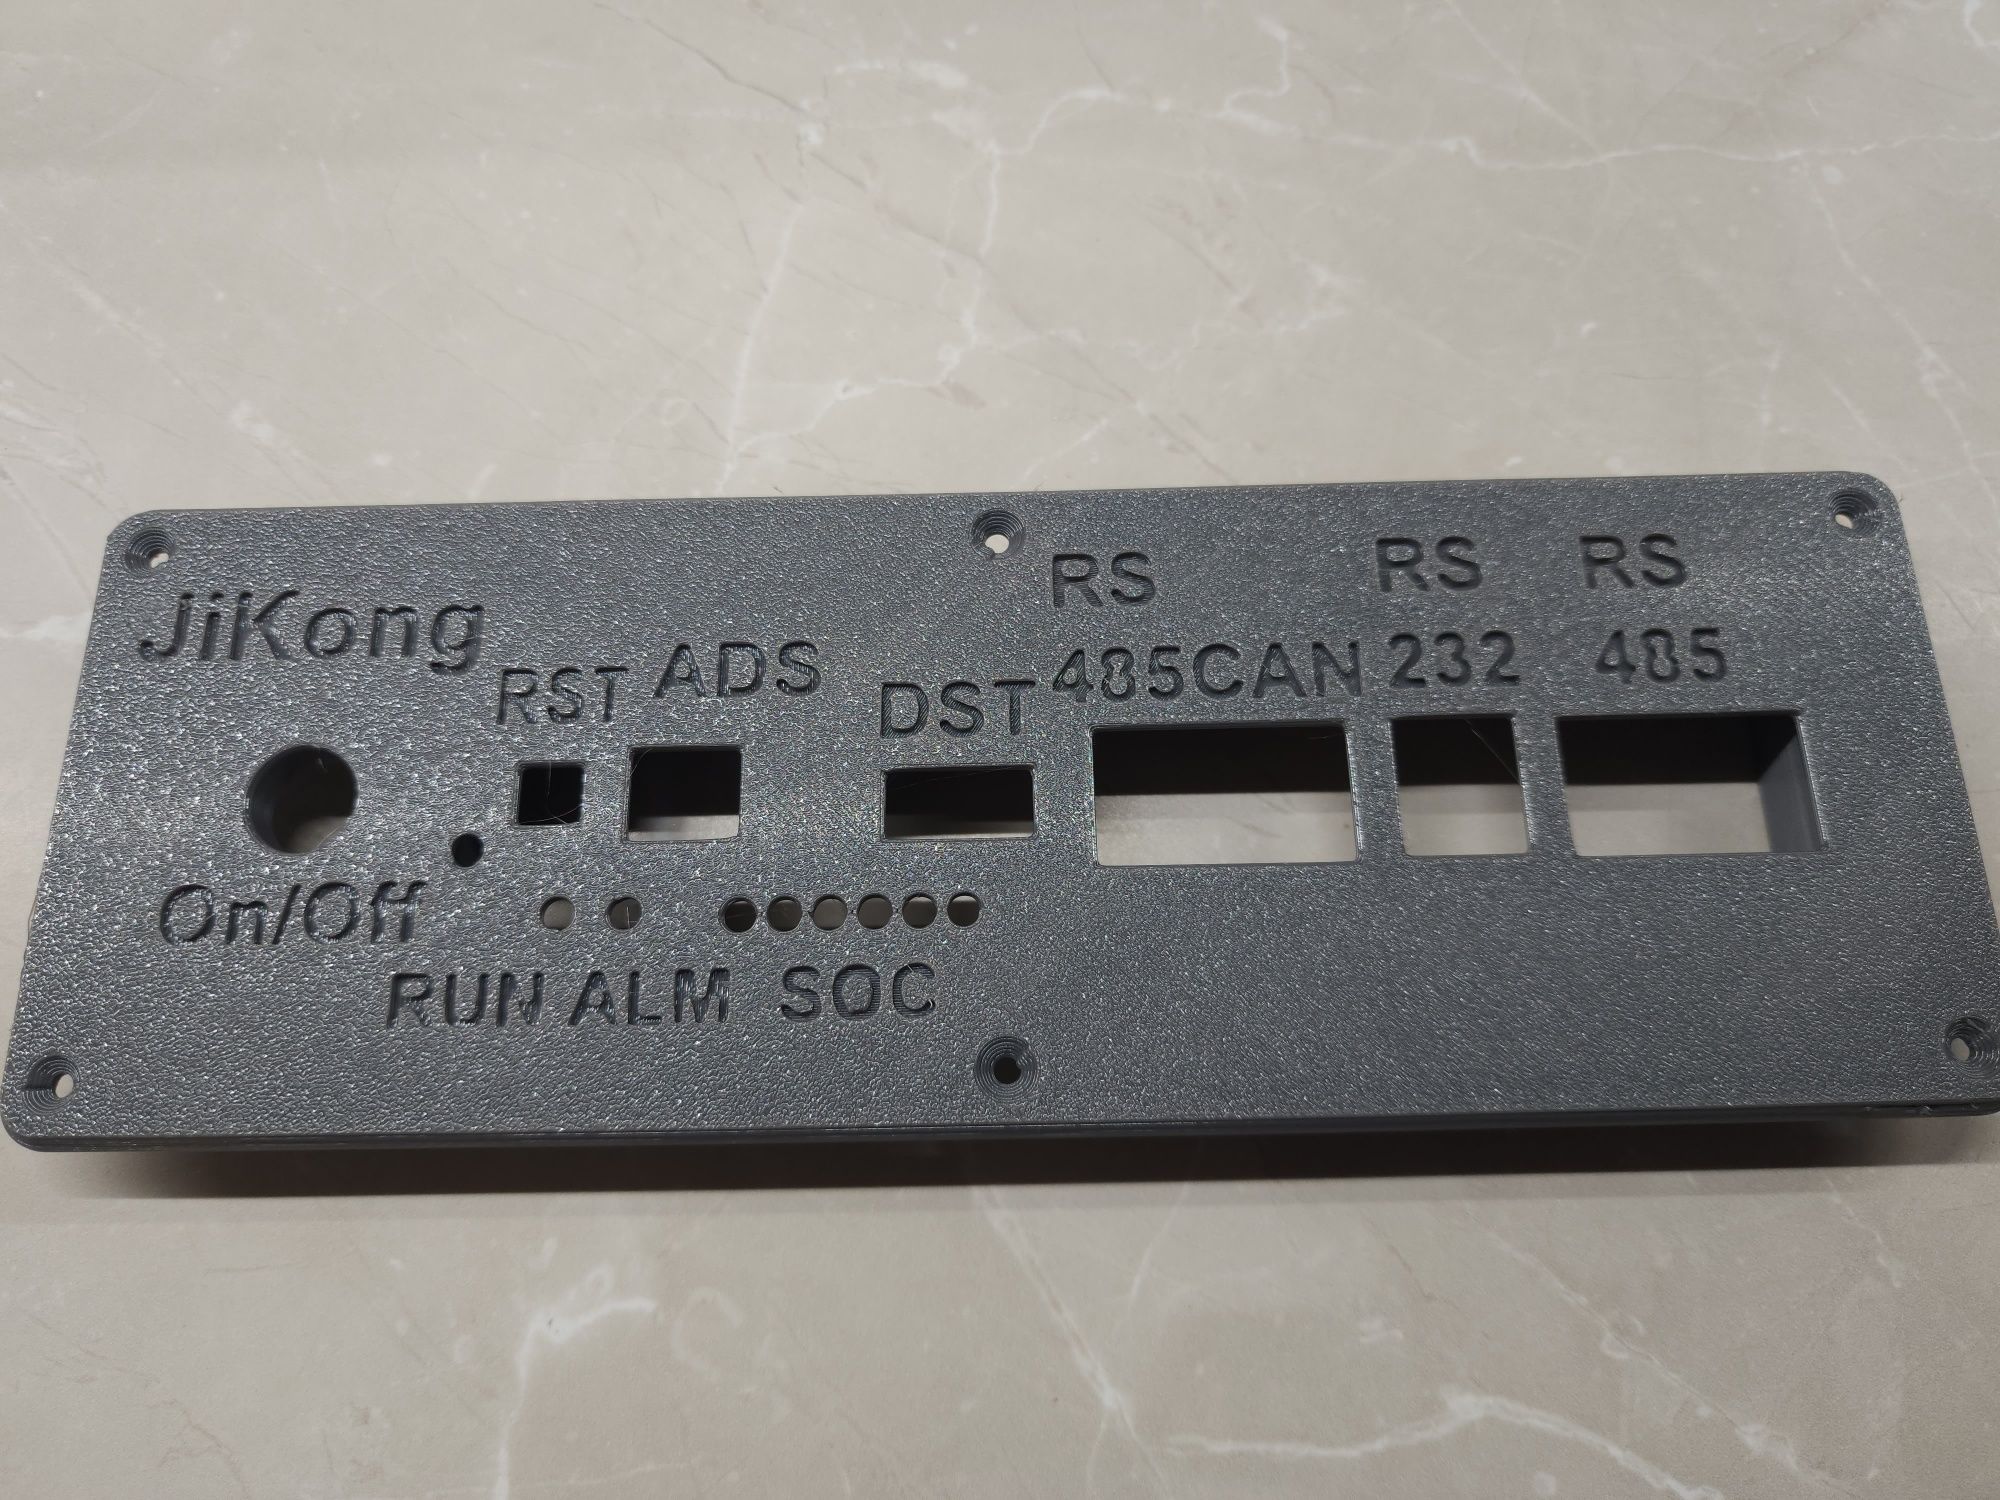 JiKong
RST
ADS
DST
RS
485CAN
RS
232
RS
485
On/Off
RUN
ALM
SOC